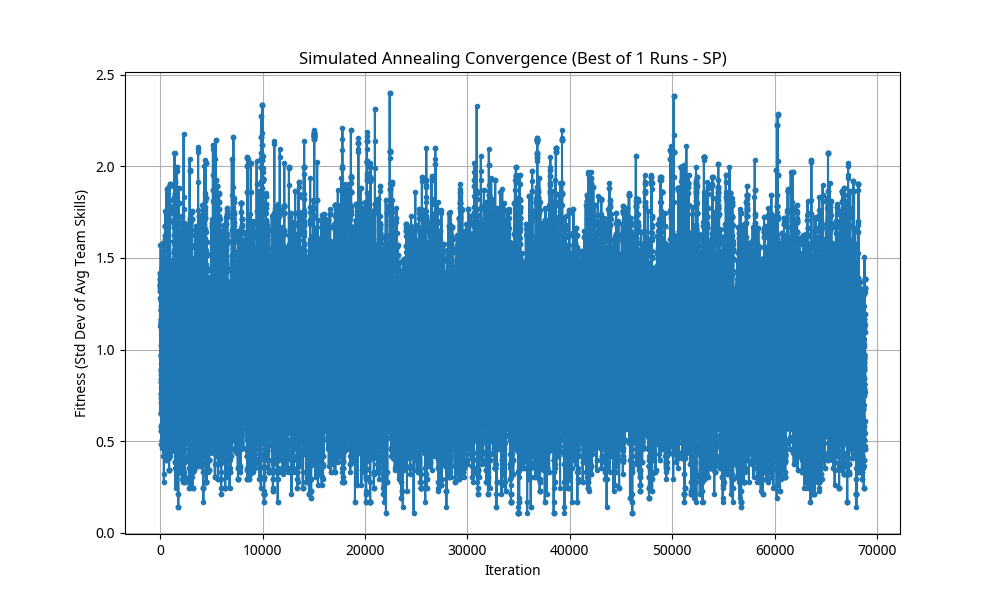 Simulated Annealing Convergence (Best of 1 Runs - SP)
2.5
2.0
1.5
1.0
0.5
0.0
Fitness (Std Dev of Avg Team Skills)
0 10000 20000 30000 40000 50000 60000 70000
Iteration